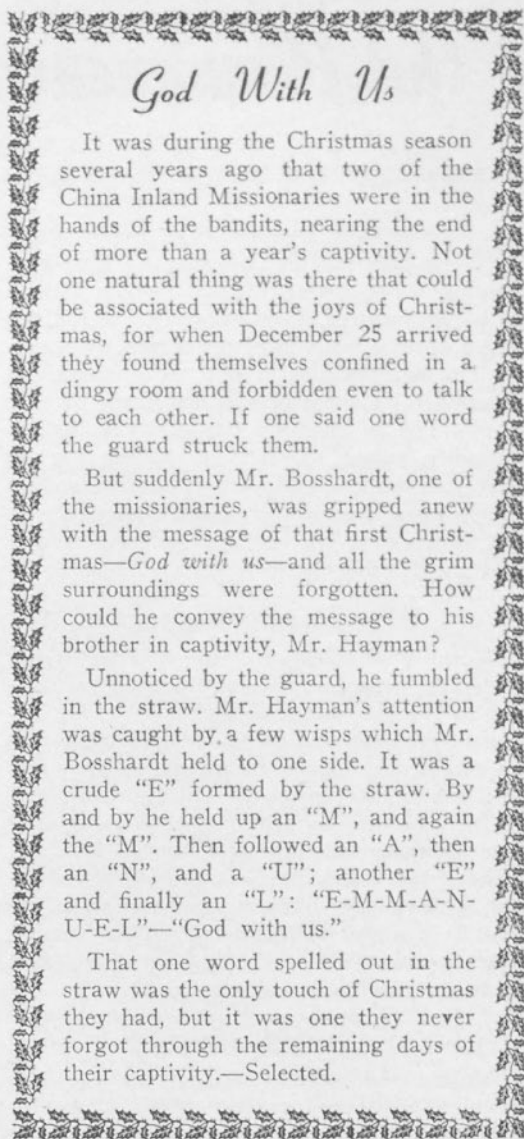 God With Us
It was during the Christmas season
several years ago that two of the
China Inland Missionaries were in the
hands of the bandits, nearing the end
of more than a year's captivity. Not
one natural thing was there that could
be associated with the joys of Christ-
mas, for when December 25 arrived
they found themselves confined in a
dingy room and forbidden even to talk
to each other. If one said one word
the guard struck them.
But suddenly Mr. Bosshardt, one of
the missionaries, was gripped anew
with the message of that first Christ-
mas—God with us—and all the grim
surroundings were forgotten. How
could he convey the message to his
brother in captivity, Mr. Hayman?
Unnoticed by the guard, he fumbled
in the straw. Mr. Hayman's attention
was caught by a few wisps which Mr.
Bosshardt held to one side. It was a
crude "E" formed by the straw. By
and by he held up an "M", and again
the "M". Then followed an "A", then
an "N", and a "U"; another "E"
and finally an "L": "E-M-M-A-N-
U-E-L"—"God with us."
That one word spelled out in the
straw was the only touch of Christmas
they had, but it was one they never
forgot through the remaining days of
their captivity.—Selected.